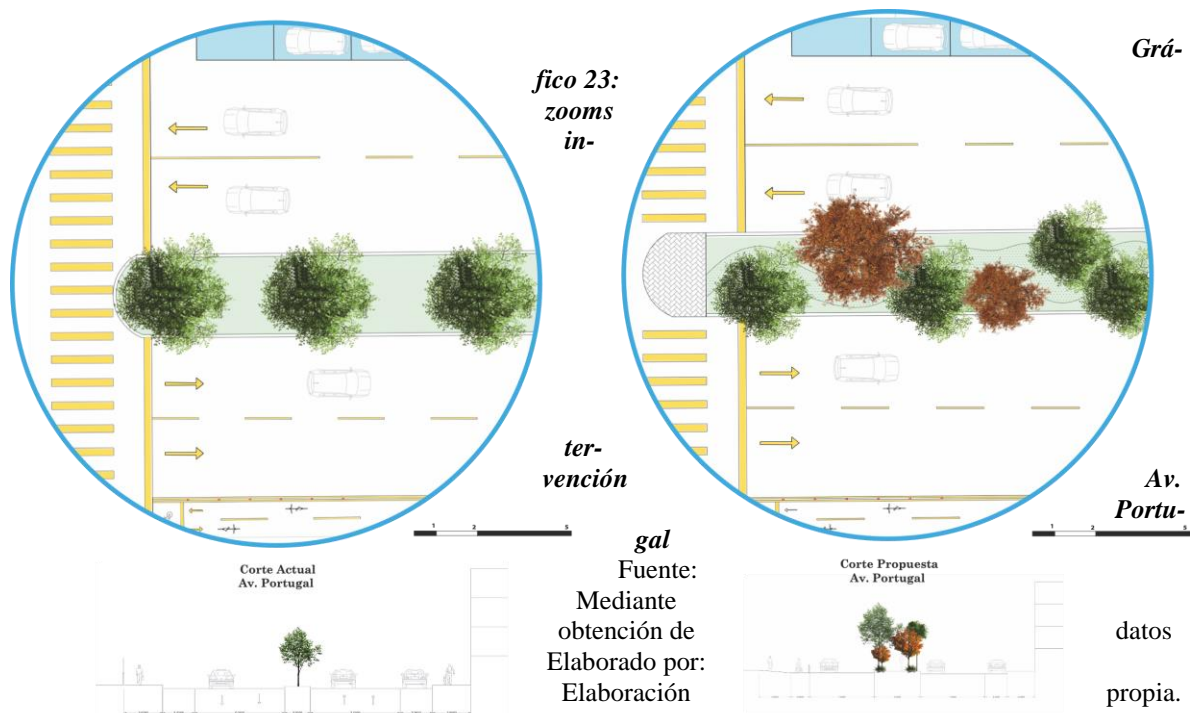 Grá-
fico 23:
zooms
in-
ter-
vención
Av.
Portu-
gal
1 2 5
1 2 5
Corte Actual
Av. Portugal
Fuente:
Mediante
obtención de datos
Elaborado por:
Elaboración propia.
Corte Propuesta
Av. Portugal